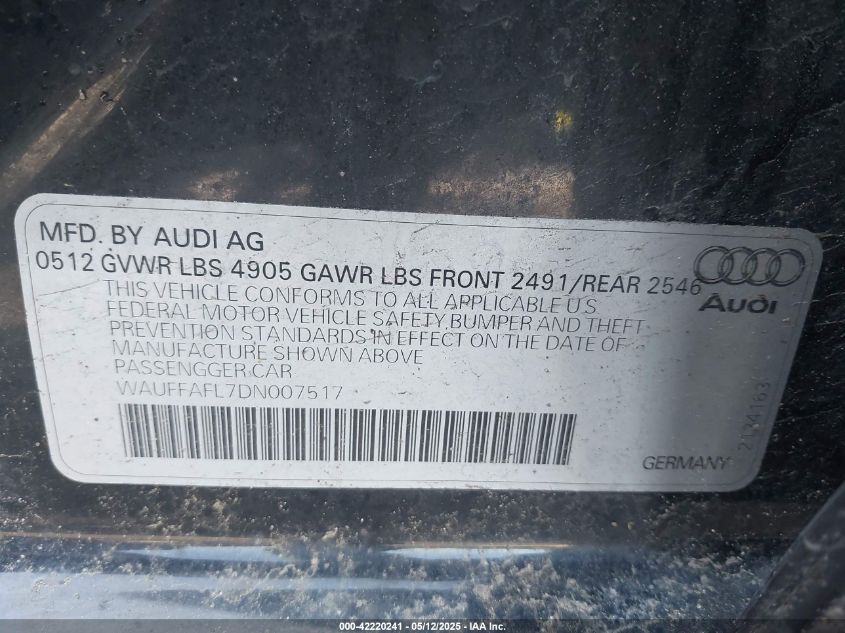 MFD. BY AUDI AG
0512 GVWR LBS 4905 GAWR LBS FRONT 2491/REAR 2546
THIS VEHICLE CONFORMS TO ALL APPLICABLE U.S.
FEDERAL MOTOR VEHICLE SAFETY,BUMPER AND THEFT
PREVENTION STANDARDS IN EFFECT ON THE DATE OF
MANUFACTURE SHOWN ABOVE
PASSENGGER CAR
WAUFFAFL7DN007517
Audi
2134163
GERMANY
000-42220241 - 05/12/2025 - IAA Inc.